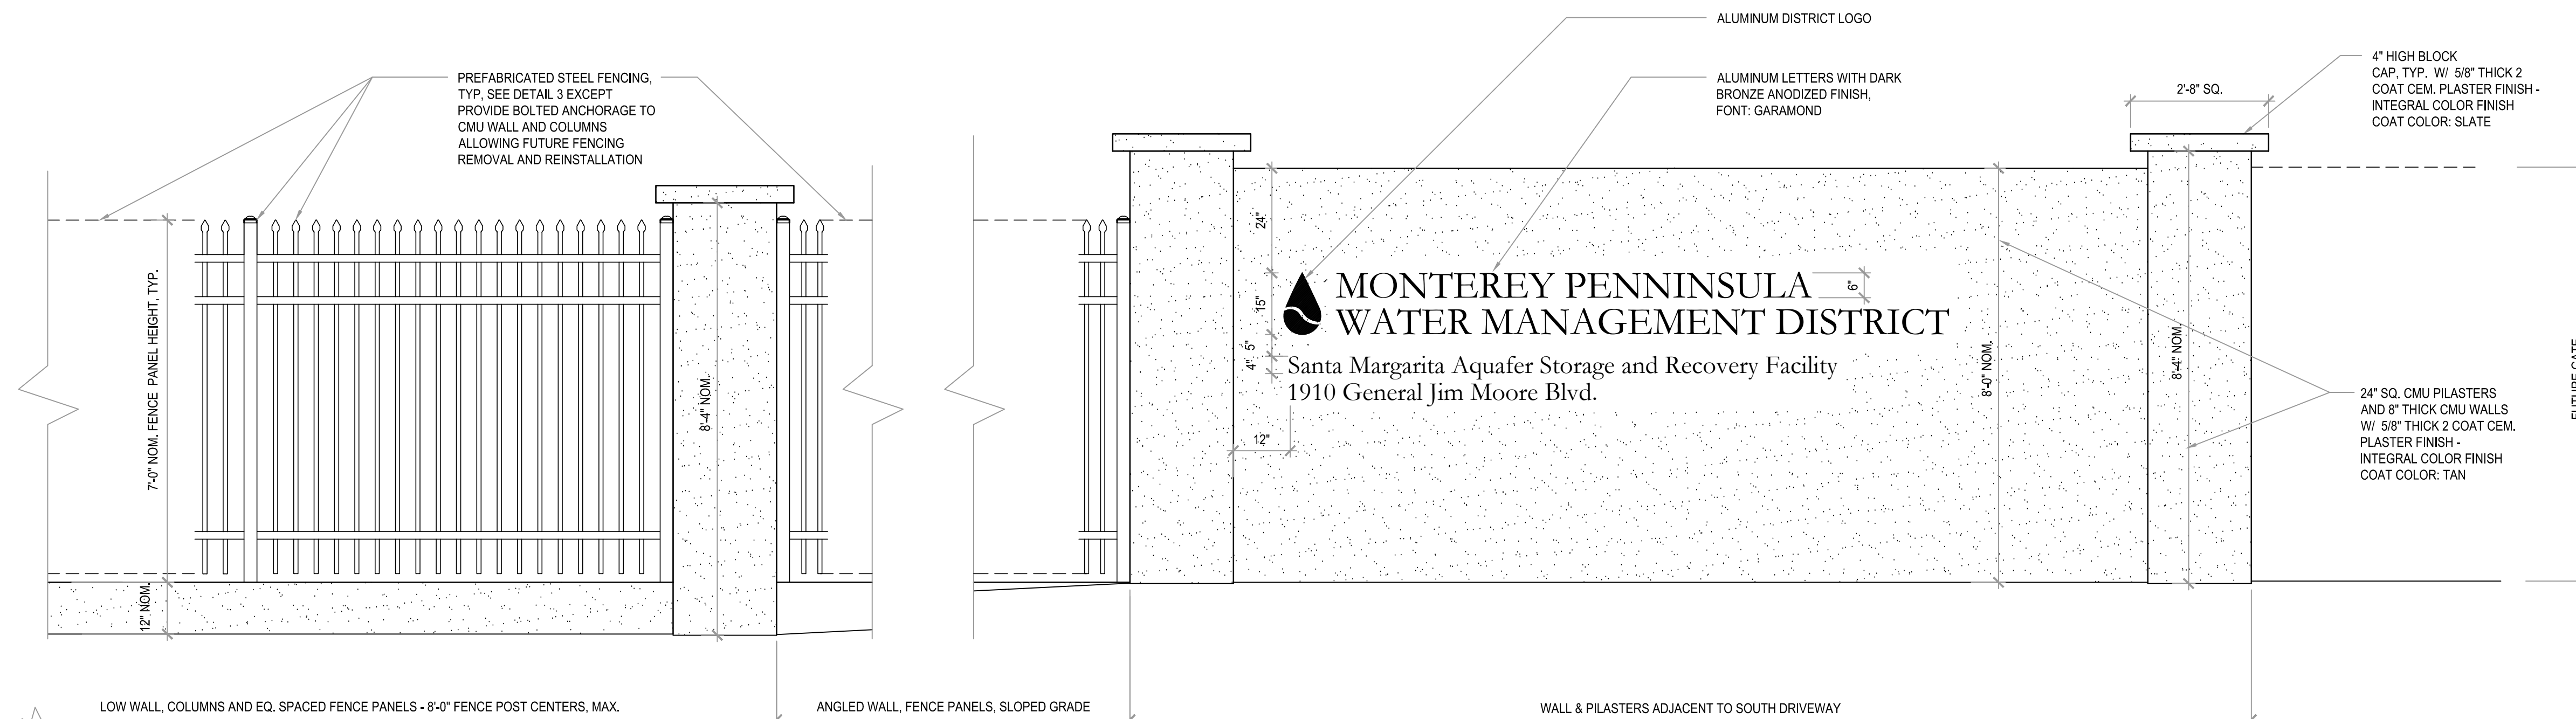 ALUMINUM DISTRICT LOGO
PREFABRICATED STEEL FENCING,
TYP, SEE DETAIL 3 EXCEPT
PROVIDE BOLTED ANCHORAGE TO
CMU WALL AND COLUMNS
ALLOWING FUTURE FENCING
REMOVAL AND REINSTALLATION
ALUMINUM LETTERS WITH DARK
BRONZE ANODIZED FINISH,
FONT: GARAMOND
2'-8" SQ.
4" HIGH BLOCK
CAP, TYP. W/ 5/8" THICK 2
COAT CEM. PLASTER FINISH -
INTEGRAL COLOR FINISH
COAT COLOR: SLATE
7'-0" NOM. FENCE PANEL HEIGHT, TYP.
12" NOM.
8'-4" NOM.
24"
15"
5"
4"
12"
MONTEREY PENNINSULA
WATER MANAGEMENT DISTRICT
6"
Santa Margarita Aquafer Storage and Recovery Facility
1910 General Jim Moore Blvd.
8'-0" NOM.
8'-4" NOM.
24" SQ. CMU PILASTERS
AND 8" THICK CMU WALLS
W/ 5/8" THICK 2 COAT CEM.
PLASTER FINISH -
INTEGRAL COLOR FINISH
COAT COLOR: TAN
FUTURE GATE
LOW WALL, COLUMNS AND EQ. SPACED FENCE PANELS - 8'-0" FENCE POST CENTERS, MAX.
ANGLED WALL, FENCE PANELS, SLOPED GRADE
WALL & PILASTERS ADJACENT TO SOUTH DRIVEWAY